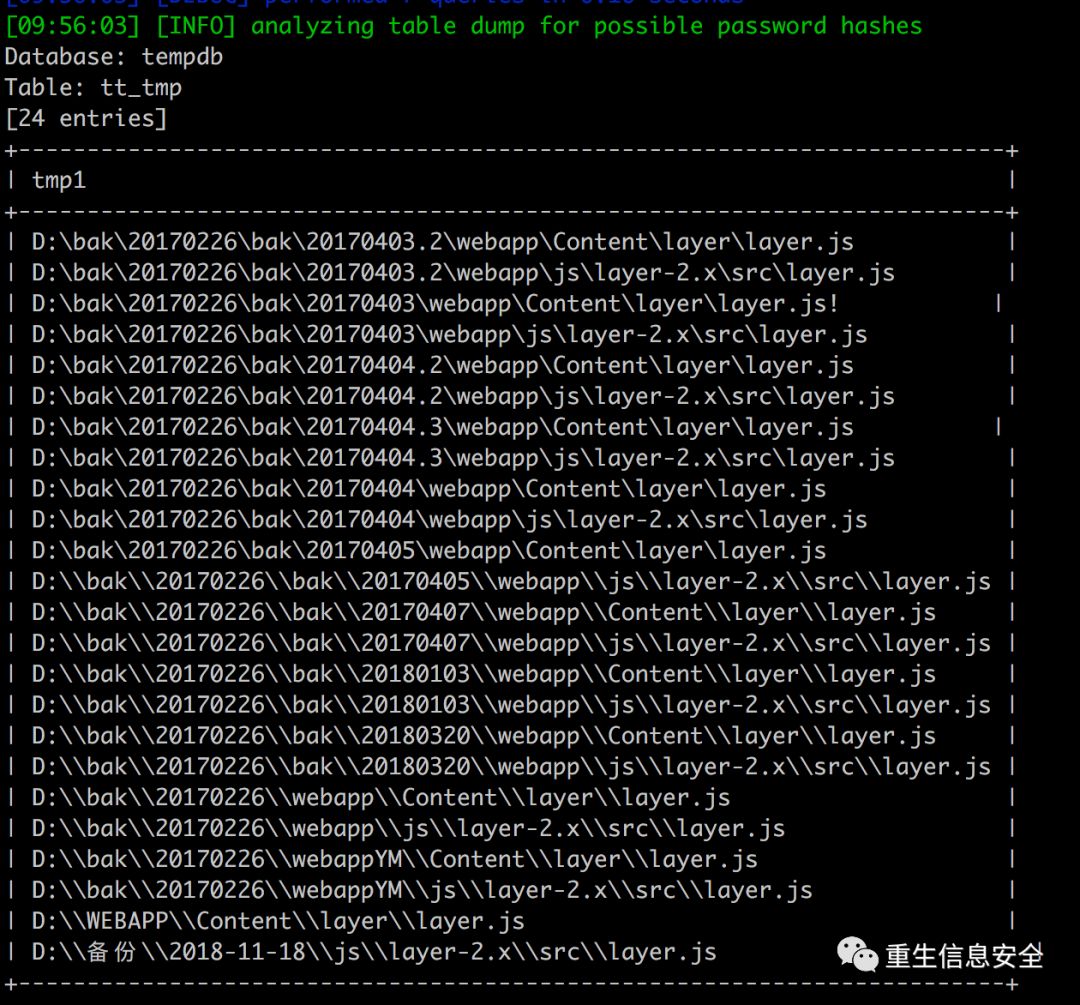 [09:56:03] [INFO] analyzing table dump for possible password hashes
Database: tempdb
Table: tt_tmp
[24 entries]
+------------------------------------------------------------------------+
| tmp1 |
+------------------------------------------------------------------------+
| D:\bak\20170226\bak\20170403.2\webapp\Content\layer\layer.js |
| D:\bak\20170226\bak\20170403.2\webapp\js\layer-2.x\src\layer.js |
| D:\bak\20170226\bak\20170403\webapp\Content\layer\layer.js! |
| D:\bak\20170226\bak\20170403\webapp\js\layer-2.x\src\layer.js |
| D:\bak\20170226\bak\20170404.2\webapp\Content\layer\layer.js |
| D:\bak\20170226\bak\20170404.2\webapp\js\layer-2.x\src\layer.js |
| D:\bak\20170226\bak\20170404.3\webapp\Content\layer\layer.js |
| D:\bak\20170226\bak\20170404.3\webapp\js\layer-2.x\src\layer.js |
| D:\bak\20170226\bak\20170404\webapp\Content\layer\layer.js |
| D:\bak\20170226\bak\20170404\webapp\js\layer-2.x\src\layer.js |
| D:\bak\20170226\bak\20170405\webapp\Content\layer\layer.js |
| D:\\bak\\20170226\\bak\\20170405\\webapp\\js\\layer-2.x\\src\\layer.js |
| D:\\bak\\20170226\\bak\\20170407\\webapp\\Content\\layer\\layer.js |
| D:\\bak\\20170226\\bak\\20170407\\webapp\\js\\layer-2.x\\src\\layer.js |
| D:\\bak\\20170226\\bak\\20180103\\webapp\\Content\\layer\\layer.js |
| D:\\bak\\20170226\\bak\\20180103\\webapp\\js\\layer-2.x\\src\\layer.js |
| D:\\bak\\20170226\\bak\\20180320\\webapp\\Content\\layer\\layer.js |
| D:\\bak\\20170226\\bak\\20180320\\webapp\\js\\layer-2.x\\src\\layer.js |
| D:\\bak\\20170226\\webapp\\Content\\layer\\layer.js |
| D:\\bak\\20170226\\webapp\\js\\layer-2.x\\src\\layer.js |
| D:\\bak\\20170226\\webappYM\\Content\\layer\\layer.js |
| D:\\bak\\20170226\\webappYM\\js\\layer-2.x\\src\\layer.js |
| D:\\WEBAPP\\Content\\layer\\layer.js |
| D:\\备份\\2018-11-18\\js\\layer-2.x\\src\\layer.js |
重生信息安全
+------------------------------------------------------------------------+